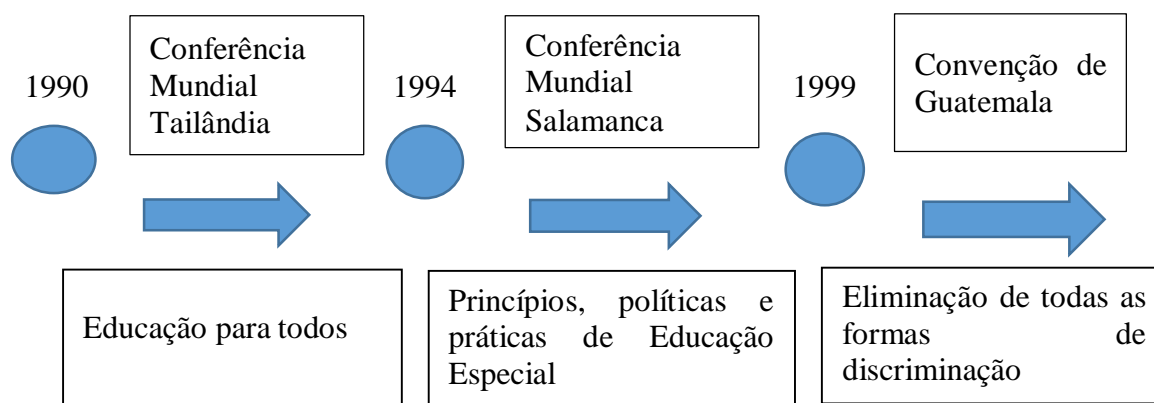 1990
Conferência
Mundial
Tailândia
Educação para todos
1994
Conferência
Mundial
Salamanca
Princípios, políticas e
práticas de Educação
Especial
1999
Convenção de
Guatemala
Eliminação de todas as
formas de
discriminação